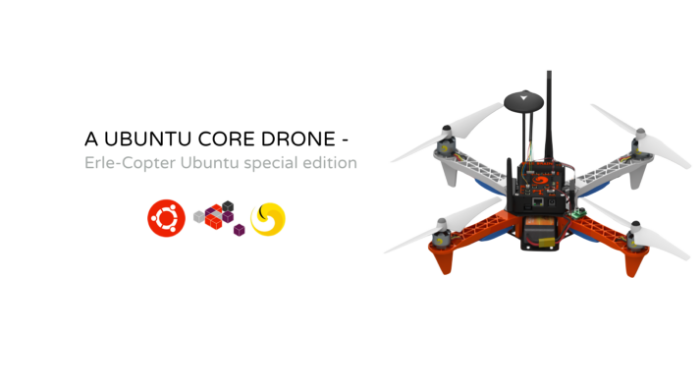 A UBUNTU CORE DRONE -
Erle-Copter Ubuntu special edition